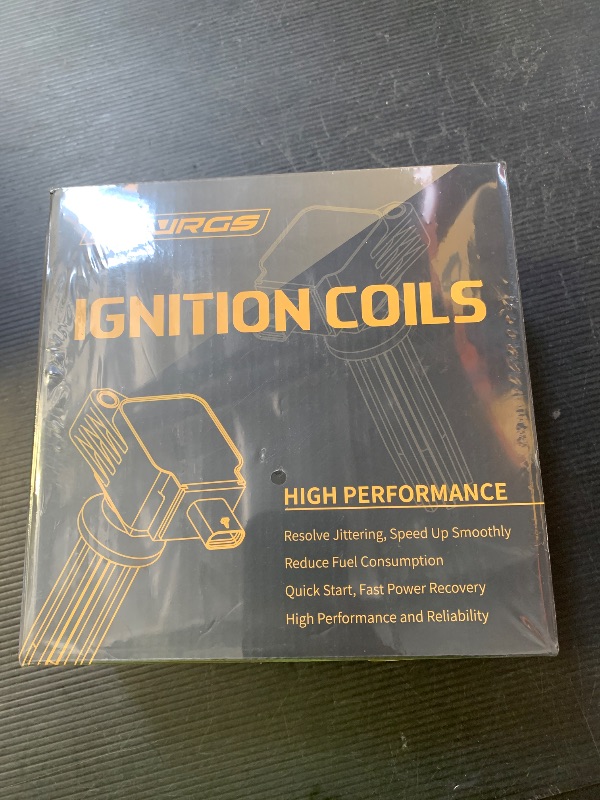 IGNITION COILS
HIGH PERFORMANCE
Resolve Jittering, Speed Up Smoothly
Reduce Fuel Consumption
Quick Start, Fast Power Recovery
High Performance and Reliability